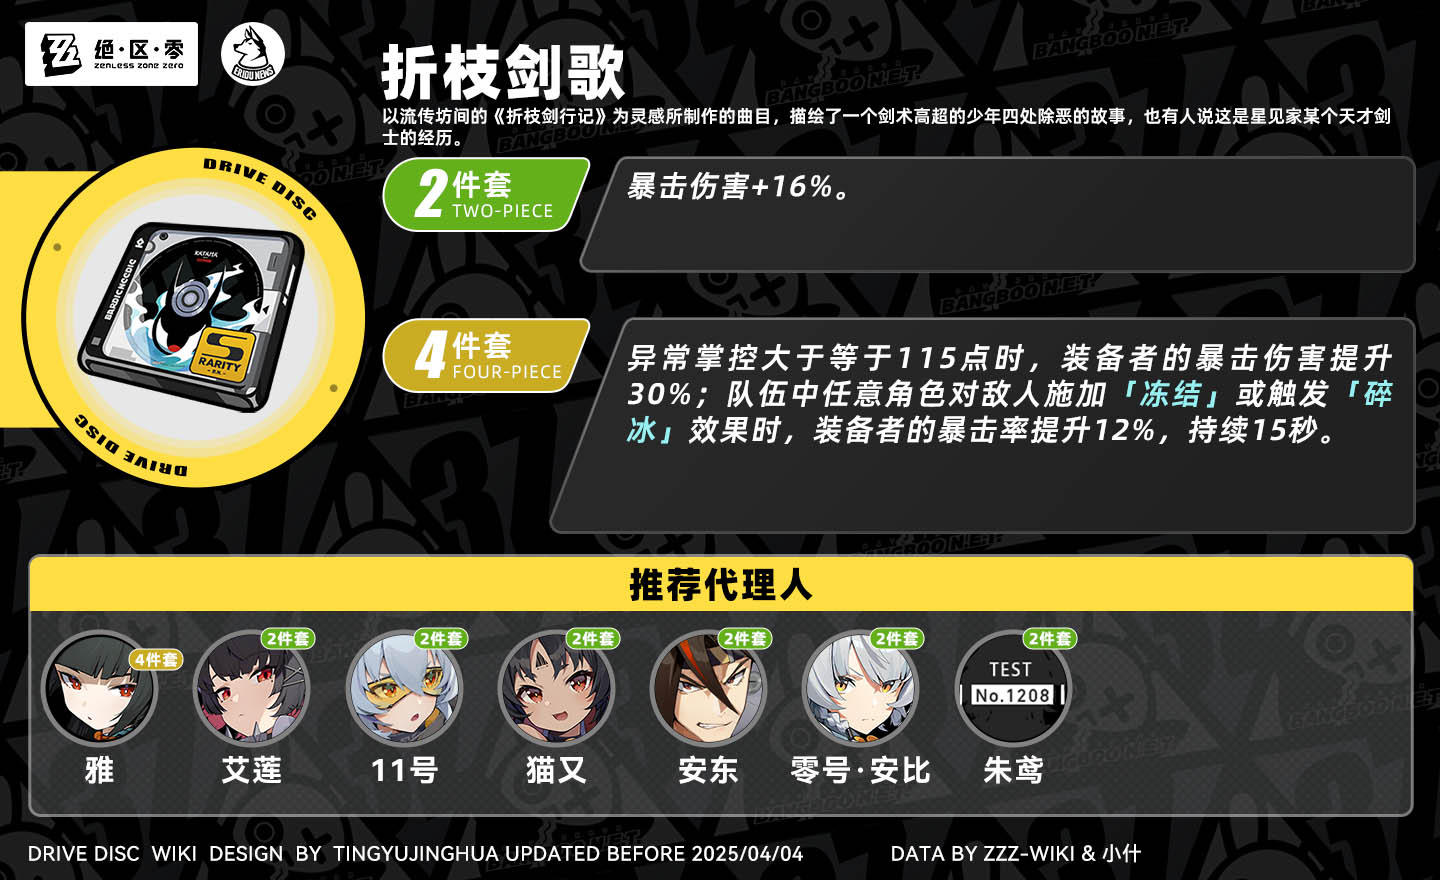 绝·区·零
ZENLESS ZONE ZERO
ERIDU NEWS
折枝剑歌
以流传坊间的《折枝剑行记》为灵感所制作的曲目，描绘了一个剑术高超的少年四处除恶的故事，也有人说这是星见家某个天才剑
士的经历。
DRIVE DISC
BARDICNEEDIC
KATANA
S
RARITY
DRIVE DISC
2件套
TWO-PIECE
暴击伤害+16%。
4件套
FOUR-PIECE
异常掌控大于等于115点时，装备者的暴击伤害提升
30%；队伍中任意角色对敌人施加「冻结」或触发「碎
冰」效果时，装备者的暴击率提升12%，持续15秒。
推荐代理人
4件套
2件套
2件套
2件套
2件套
2件套
2件套
TEST
No.1208
雅
艾莲
11号
猫又
安东
零号·安比
朱鸢
DRIVE DISC WIKI DESIGN BY TINGYUJINGHUA UPDATED BEFORE 2025/04/04
DATA BY ZZZ-WIKI & 小什